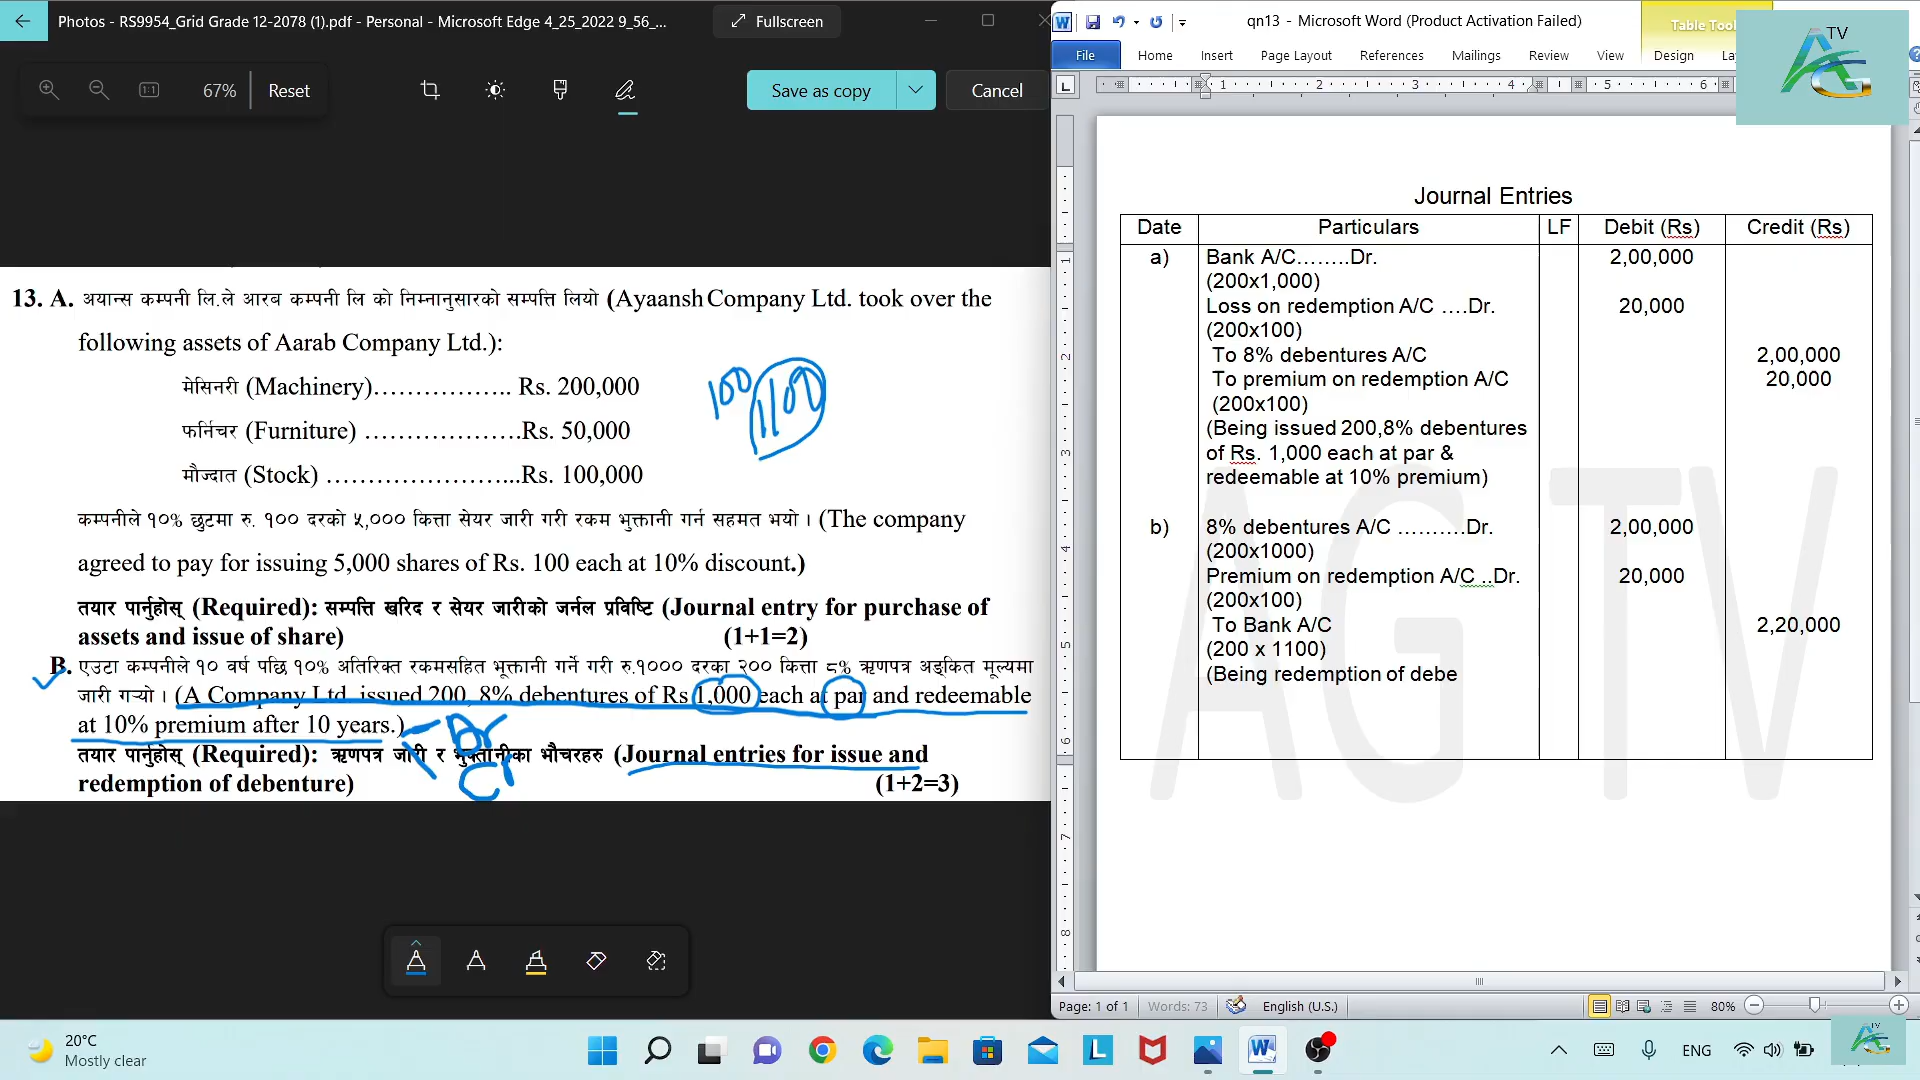 Photos - RS9954_Grid Grade 12-2078 (1).pdf - Personal - Microsoft Edge 4_25_2022 9_56_...
Fullscreen
67%
Reset
Save as copy
Cancel
13. A. अयान्स कम्पनी लि.ले आरब कम्पनी लि को निम्नानुसारको सम्पत्ति लियो (Ayaansh Company Ltd. took over the
following assets of Aarab Company Ltd.):
मेसिनरी (Machinery)…………….. Rs. 200,000
फर्निचर (Furniture) ……………….Rs. 50,000
मौज्दात (Stock) …………………...Rs. 100,000
100
1100
कम्पनीले १०% छुटमा रु. १०० दरको ५,००० कित्ता सेयर जारी गरी रकम भुक्तानी गर्न सहमत भयो । (The company
agreed to pay for issuing 5,000 shares of Rs. 100 each at 10% discount.)
तयार पार्नुहोस् (Required): सम्पत्ति खरिद र सेयर जारीको जर्नल प्रविष्टि (Journal entry for purchase of
assets and issue of share) (1+1=2)
B. एउटा कम्पनीले १० वर्ष पछि १०% अतिरिक्त रकमसहित भूक्तानी गर्ने गरी रु.१००० दरका २०० कित्ता ८% ऋणपत्र अङ्कित मूल्यमा
जारी गऱ्यो । (A Company Ltd. issued 200, 8% debentures of Rs 1,000 each at par and redeemable
at 10% premium after 10 years.)
Dr
तयार पार्नुहोस् (Required): ऋणपत्र जारी र भुक्तानीका भौचरहरु (Journal entries for issue and
Cr
redemption of debenture) (1+2=3)
qn13 - Microsoft Word (Product Activation Failed)
Table Tool
TV
File Home Insert Page Layout References Mailings Review View Design La
Journal Entries
Date Particulars LF Debit (Rs) Credit (Rs)
a) Bank A/C……..Dr. 2,00,000
(200x1,000)
Loss on redemption A/C ….Dr. 20,000
(200x100)
To 8% debentures A/C 2,00,000
To premium on redemption A/C 20,000
(200x100)
(Being issued 200,8% debentures
of Rs. 1,000 each at par &
redeemable at 10% premium)
b) 8% debentures A/C ……….Dr. 2,00,000
(200x1000)
Premium on redemption A/C ..Dr. 20,000
(200x100)
To Bank A/C 2,20,000
(200 x 1100)
(Being redemption of debe
AG TV
Page: 1 of 1 Words: 73 English (U.S.) 80%
20°C
Mostly clear
ENG
TV